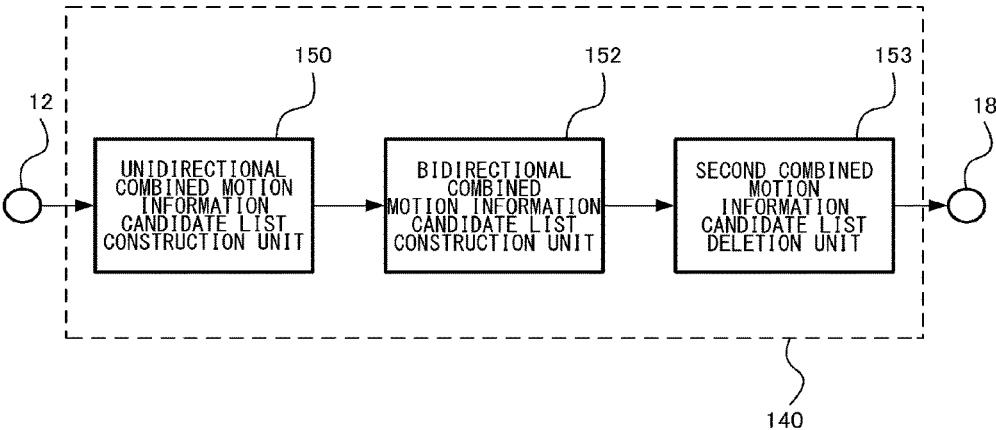 150
152
153
12
18
UNIDIRECTIONAL
COMBINED MOTION
INFORMATION
CANDIDATE LIST
CONSTRUCTION UNIT
BIDIRECTIONAL
COMBINED
MOTION INFORMATION
CANDIDATE LIST
CONSTRUCTION UNIT
SECOND COMBINED
MOTION
INFORMATION
CANDIDATE LIST
DELETION UNIT
140